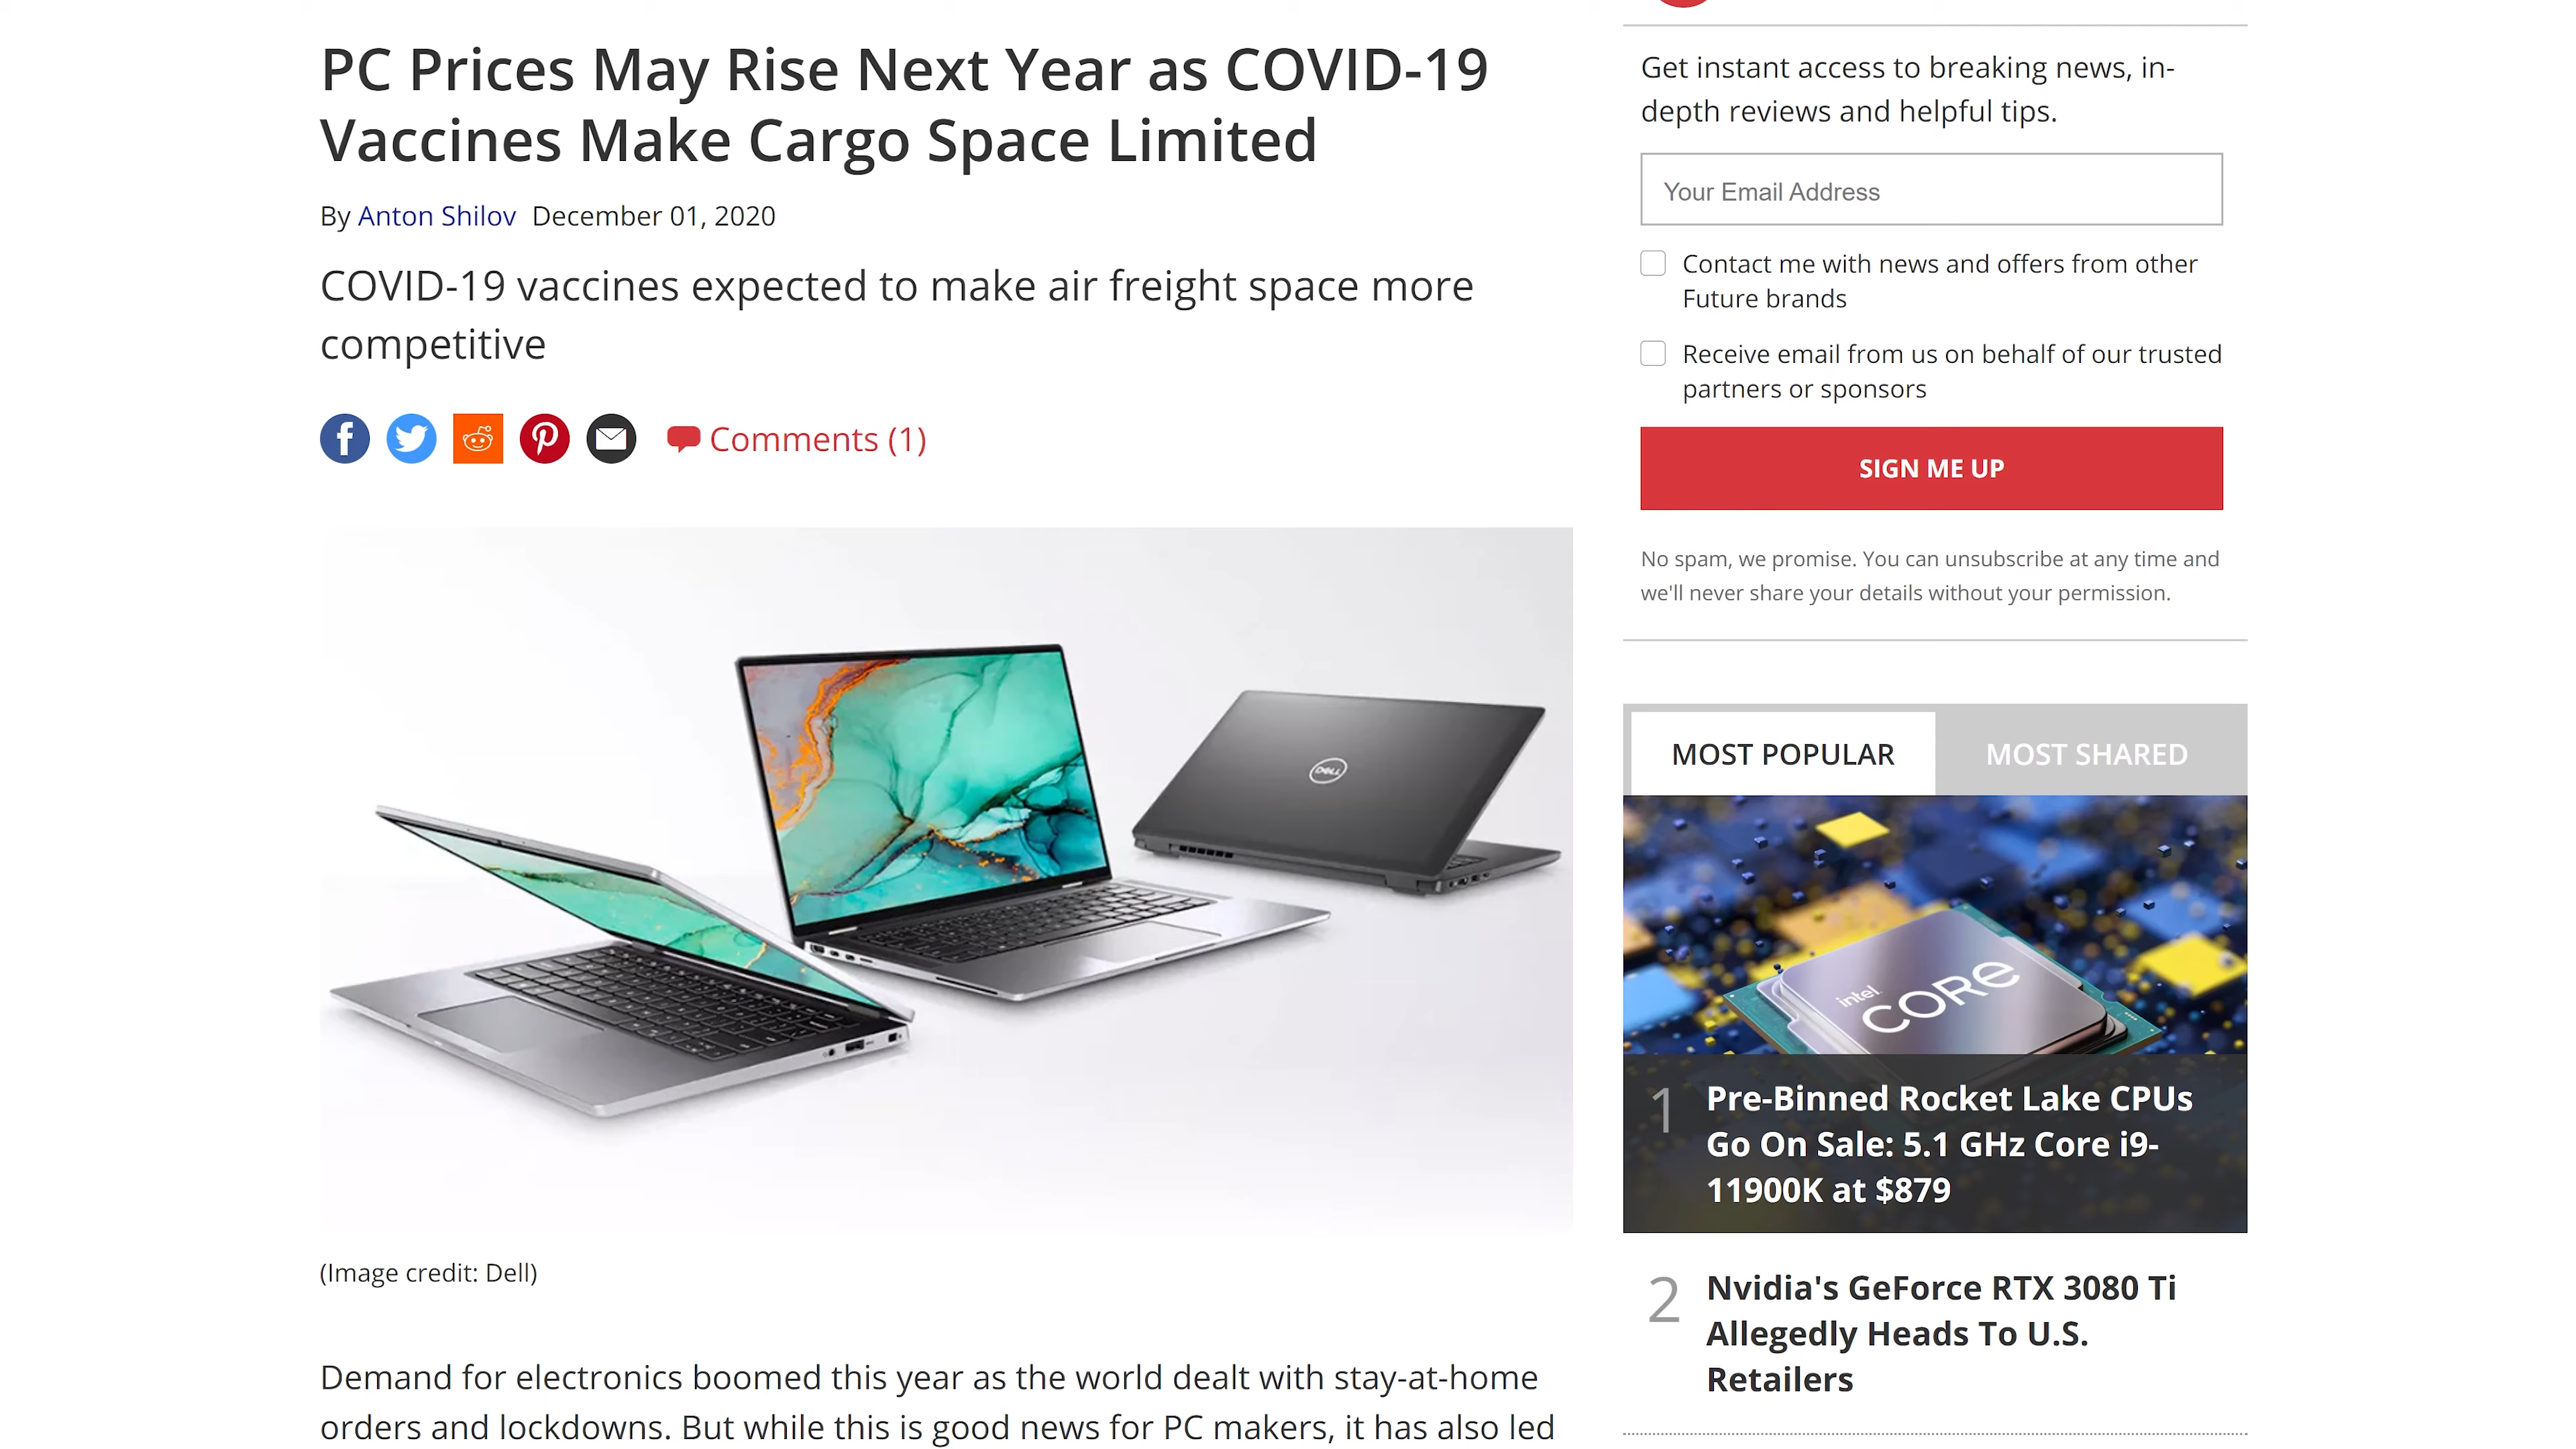 PC Prices May Rise Next Year as COVID-19
Vaccines Make Cargo Space Limited
By Anton Shilov December 01, 2020
COVID-19 vaccines expected to make air freight space more
competitive
Comments (1)
DELL
(Image credit: Dell)
Demand for electronics boomed this year as the world dealt with stay-at-home
orders and lockdowns. But while this is good news for PC makers, it has also led
Get instant access to breaking news, in-
depth reviews and helpful tips.
Your Email Address
Contact me with news and offers from other
Future brands
Receive email from us on behalf of our trusted
partners or sponsors
SIGN ME UP
No spam, we promise. You can unsubscribe at any time and
we'll never share your details without your permission.
MOST POPULAR
MOST SHARED
intel
CORE
1
Pre-Binned Rocket Lake CPUs
Go On Sale: 5.1 GHz Core i9-
11900K at $879
2
Nvidia's GeForce RTX 3080 Ti
Allegedly Heads To U.S.
Retailers